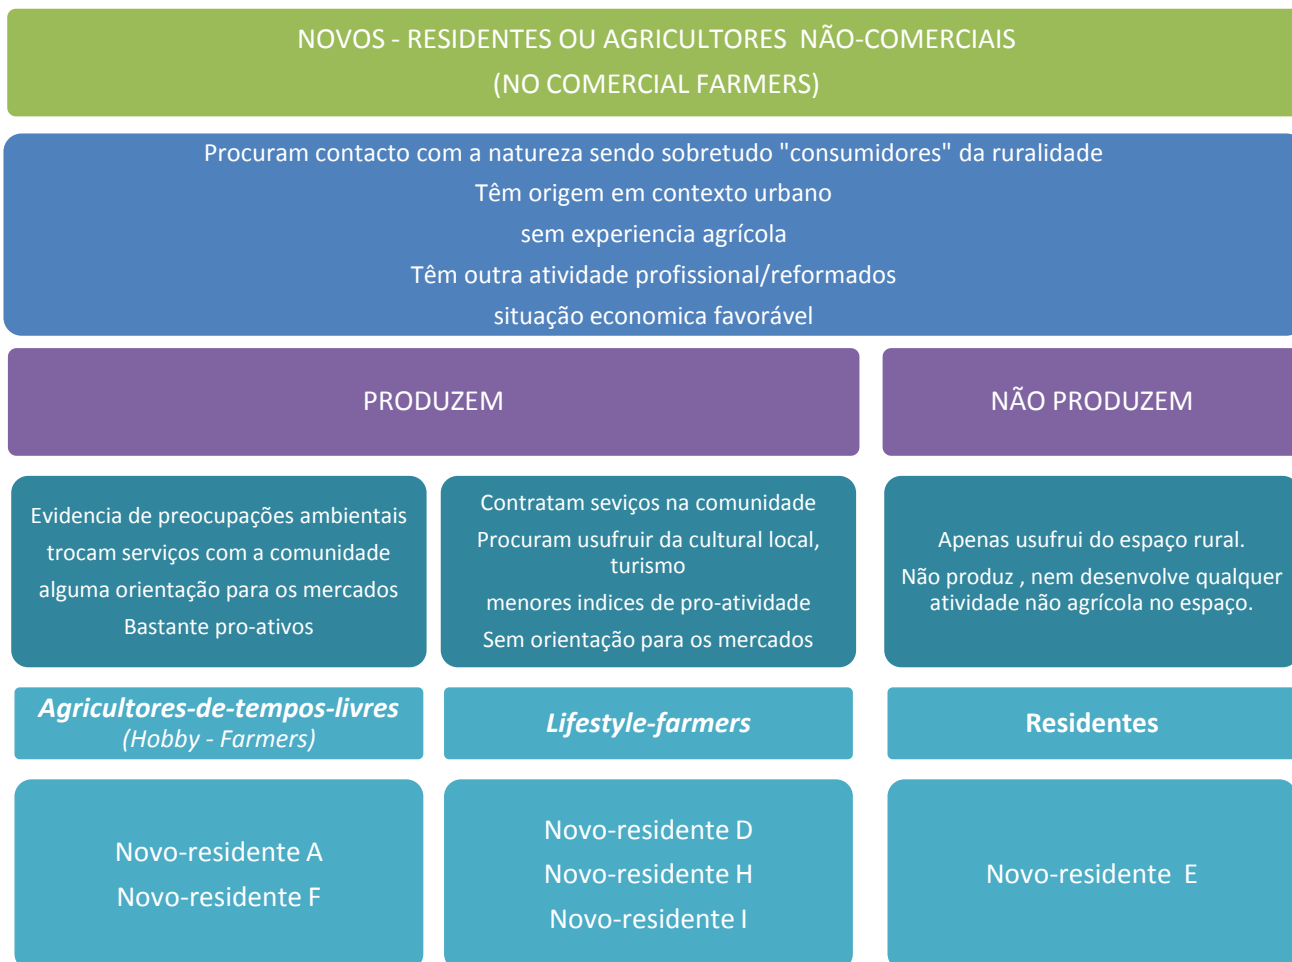 NOVOS - RESIDENTES OU AGRICULTORES NÃO-COMERCIAIS
(NO COMERCIAL FARMERS)
Procuram contacto com a natureza sendo sobretudo "consumidores" da ruralidade
Têm origem em contexto urbano
sem experiencia agrícola
Têm outra atividade profissional/reformados
situação economica favorável
PRODUZEM
NÃO PRODUZEM
Evidencia de preocupações ambientais
trocam serviços com a comunidade
alguma orientação para os mercados
Bastante pro-ativos
Contratam seviços na comunidade
Procuram usufruir da cultural local,
turismo
menores indices de pro-atividade
Sem orientação para os mercados
Apenas usufrui do espaço rural.
Não produz , nem desenvolve qualquer
atividade não agrícola no espaço.
Agricultores-de-tempos-livres
(Hobby - Farmers)
Lifestyle-farmers
Residentes
Novo-residente A
Novo-residente F
Novo-residente D
Novo-residente H
Novo-residente I
Novo-residente E